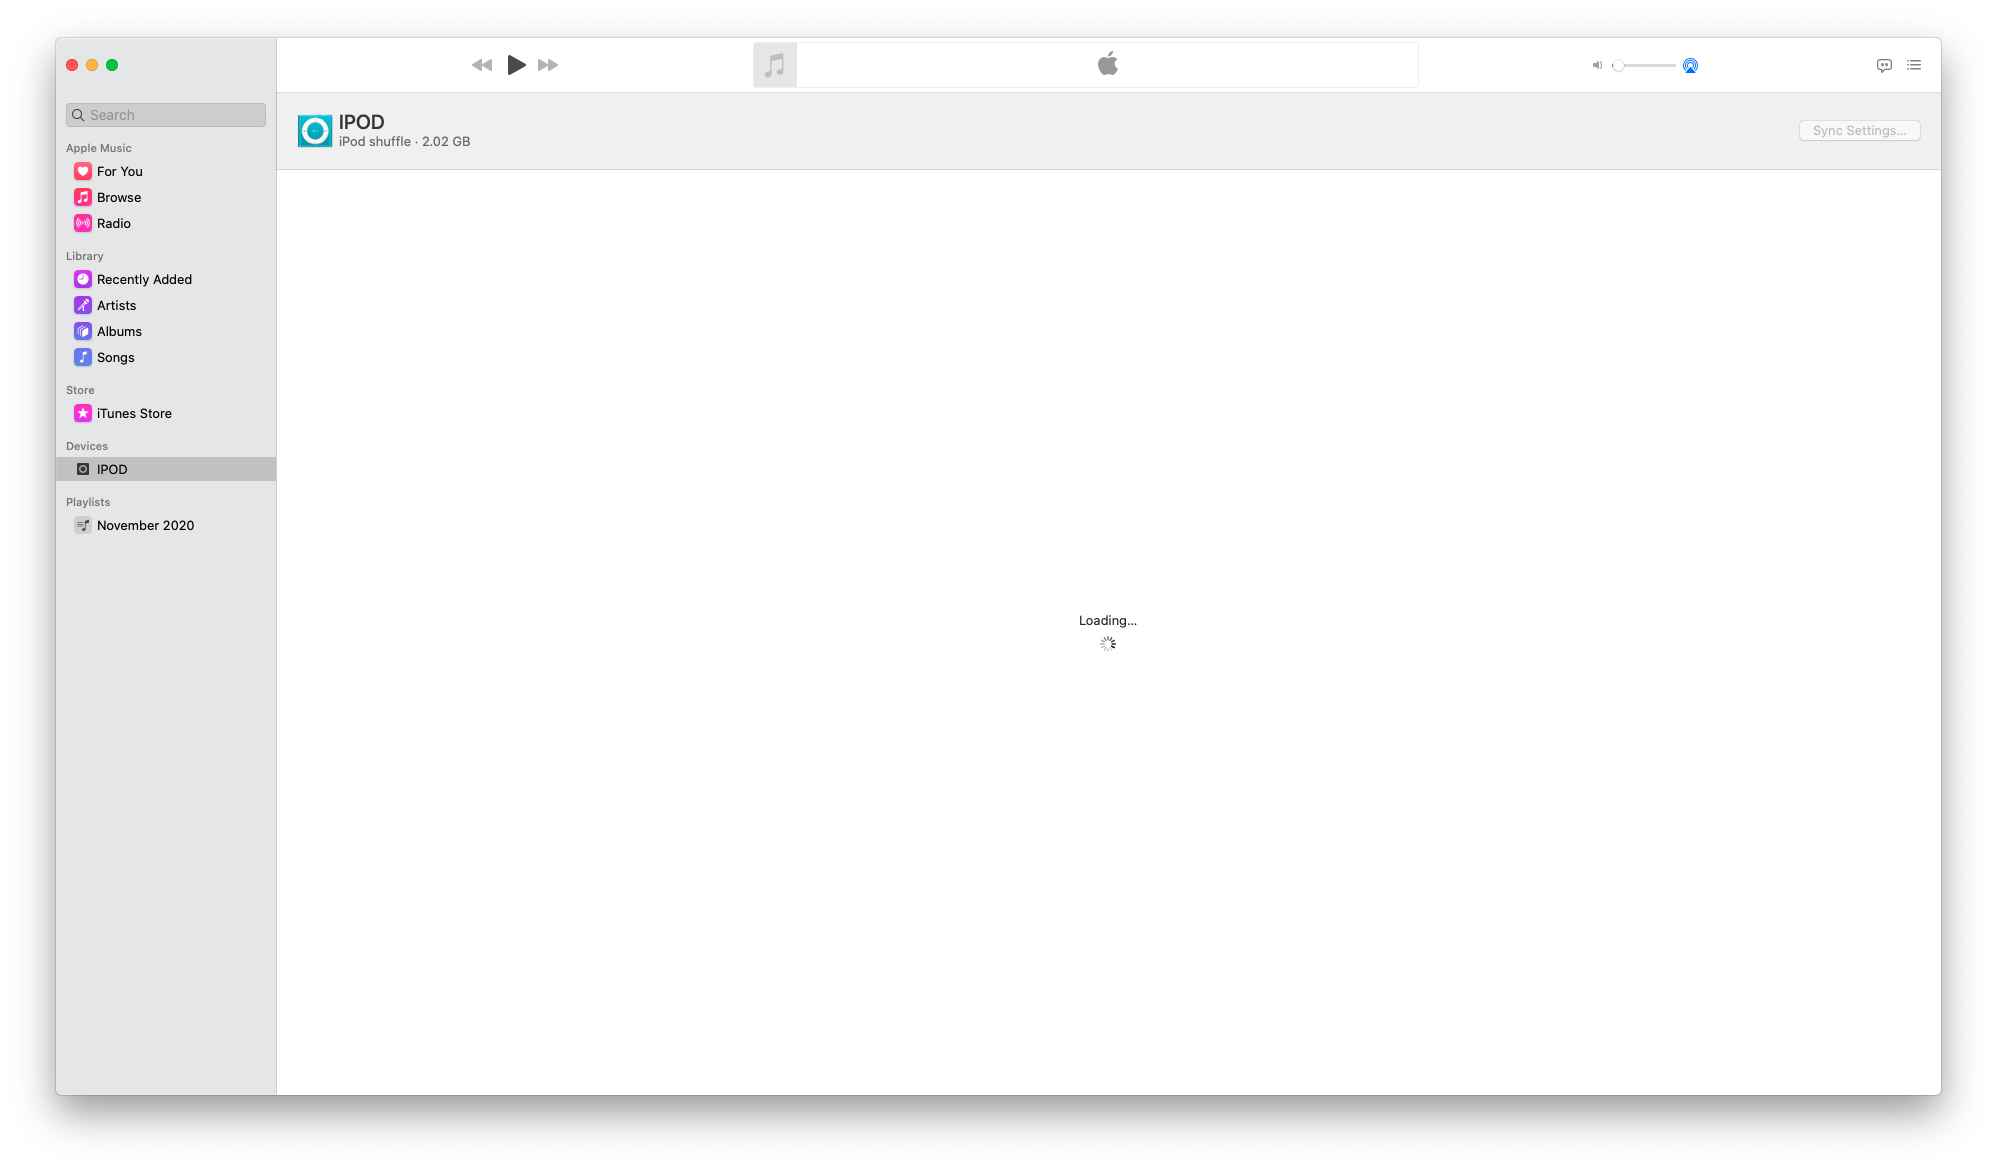 Search
Apple Music
For You
Browse
Radio
Library
Recently Added
Artists
Albums
Songs
Store
iTunes Store
Devices
IPOD
Playlists
November 2020
IPOD
iPod shuffle · 2.02 GB
Sync Settings...
Loading...